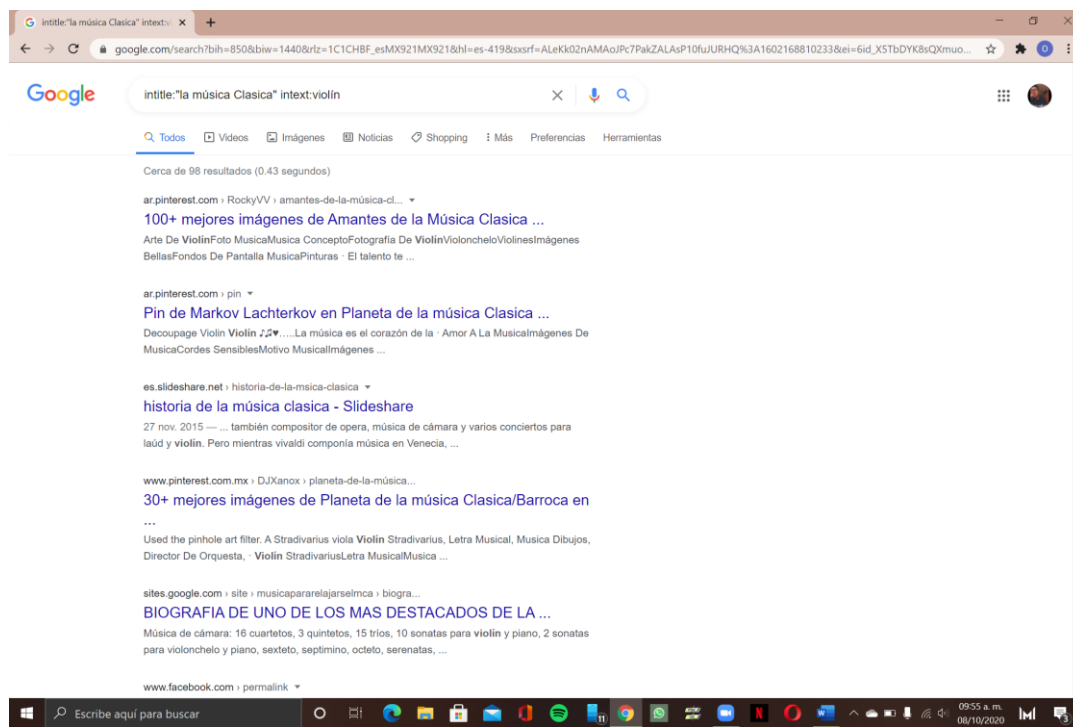 intitle:"la música Clasica" intext:vi
google.com/search?bih=850&biw=1440&rlz=1C1CHBF_esMX921MX921&hl=es-419&sxsrf=ALeKk02nAMAoJPc7PakZALAsP10fuJURHQ%3A1602168810233&ei=6id_X5TbDYK8sQXmuo...
Google
intitle:"la música Clasica" intext:violín
Todos Videos Imágenes Noticias Shopping Más Preferencias Herramientas
Cerca de 98 resultados (0.43 segundos)
ar.pinterest.com › RockyVV › amantes-de-la-música-cl...
100+ mejores imágenes de Amantes de la Música Clasica ...
Arte De ViolínFoto MusicaMusica ConceptoFotografía De ViolínVioloncheloViolinesImágenes
BellasFondos De Pantalla MusicaPinturas · El talento te ...
ar.pinterest.com › pin
Pin de Markov Lachterkov en Planeta de la música Clasica ...
Decoupage Violin Violín ♪♫♥.....La música es el corazón de la · Amor A La MusicaImágenes De
MusicaCordes SensiblesMotivo MusicalImágenes ...
es.slideshare.net › historia-de-la-msica-clasica
historia de la música clasica - Slideshare
27 nov. 2015 — ... también compositor de opera, música de cámara y varios conciertos para
laúd y violín. Pero mientras vivaldi componía música en Venecia, ...
www.pinterest.com.mx › DJXanox › planeta-de-la-música...
30+ mejores imágenes de Planeta de la música Clasica/Barroca en
...
Used the pinhole art filter. A Stradivarius viola Violin Stradivarius, Letra Musical, Musica Dibujos,
Director De Orquesta, · Violin StradivariusLetra MusicalMusica ...
sites.google.com › site › musicapararelajarselmca › biogra...
BIOGRAFIA DE UNO DE LOS MAS DESTACADOS DE LA ...
Música de cámara: 16 cuartetos, 3 quintetos, 15 tríos, 10 sonatas para violín y piano, 2 sonatas
para violonchelo y piano, sexteto, septimino, octeto, serenatas, ...
www.facebook.com › permalink
Escribe aquí para buscar
11
09:55 a. m.
08/10/2020
3